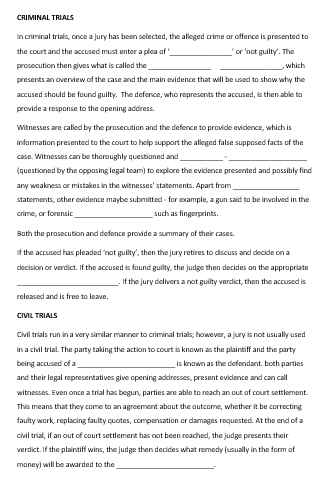 CRIMINAL TRIALS
In criminal trials, once a jury has been selected, the alleged crime or offence is presented to
the court and the accused must enter a plea of '________________' or 'not guilty'. The
prosecution then gives what is called the ________________ ________________, which
presents an overview of the case and the main evidence that will be used to show why the
accused should be found guilty. The defence, who represents the accused, is then able to
provide a response to the opening address.
Witnesses are called by the prosecution and the defence to provide evidence, which is
information presented to the court to help support the alleged false supposed facts of the
case. Witnesses can be thoroughly questioned and ___________ - ____________________
(questioned by the opposing legal team) to explore the evidence presented and possibly find
any weakness or mistakes in the witnesses' statements. Apart from _________________
statements, other evidence maybe submitted - for example, a gun said to be involved in the
crime, or forensic ____________________ such as fingerprints.
Both the prosecution and defence provide a summary of their cases.
If the accused has pleaded 'not guilty', then the jury retires to discuss and decide on a
decision or verdict. If the accused is found guilty, the judge then decides on the appropriate
__________________________. If the jury delivers a not guilty verdict, then the accused is
released and is free to leave.
CIVIL TRIALS
Civil trials run in a very similar manner to criminal trials; however, a jury is not usually used
in a civil trial. The party taking the action to court is known as the plaintiff and the party
being accused of a _________________________ is known as the defendant. both parties
and their legal representatives give opening addresses, present evidence and can call
witnesses. Even once a trial has begun, parties are able to reach an out of court settlement.
This means that they come to an agreement about the outcome, whether it be correcting
faulty work, replacing faulty quotes, compensation or damages requested. At the end of a
civil trial, if an out of court settlement has not been reached, the judge presents their
verdict. If the plaintiff wins, the judge then decides what remedy (usually in the form of
money) will be awarded to the _________________________.